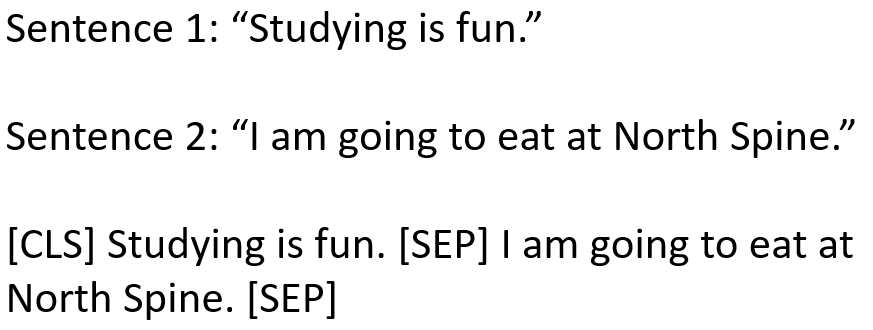 Sentence 1: “Studying is fun.”
Sentence 2: “I am going to eat at North Spine.”
[CLS] Studying is fun. [SEP] I am going to eat at
North Spine. [SEP]